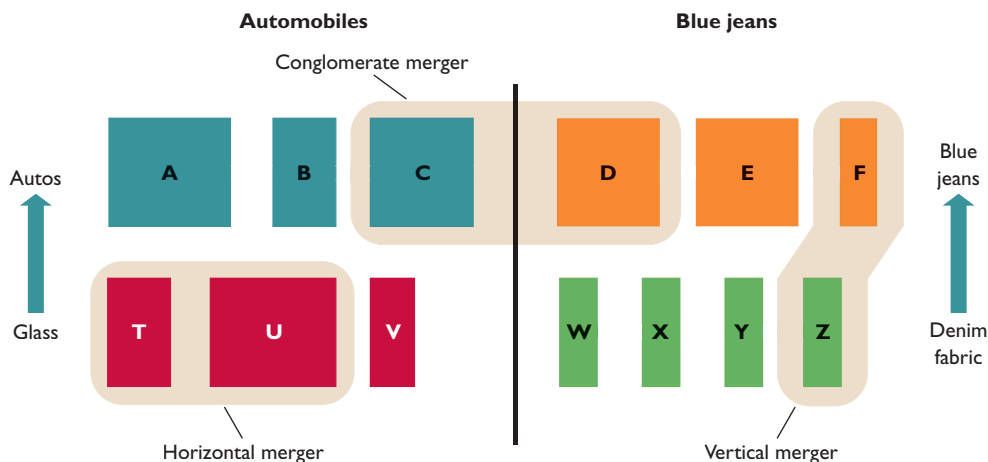 Automobiles
Blue jeans
Conglomerate merger
A
B
C
D
E
F
Autos
Blue
jeans
T
U
V
W
X
Y
Z
Glass
Denim
fabric
Horizontal merger
Vertical merger